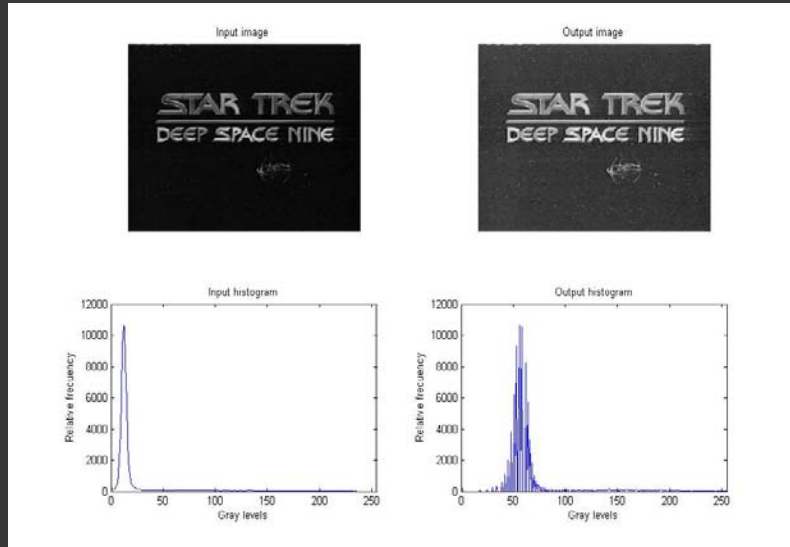 Input image
STAR TREK
DEEP SPACE NINE
Output image
STAR TREK
DEEP SPACE NINE
Input histogram
12000
10000
8000
6000
4000
2000
0
0 50 100 150 200 250
Relative frecuency
Gray levels
Output histogram
12000
10000
8000
6000
4000
2000
0
0 50 100 150 200 250
Relative frecuency
Gray levels